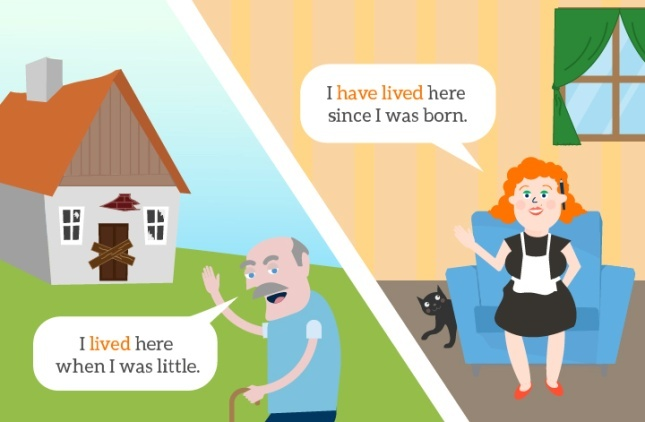 I have lived here
since I was born.
I lived here
when I was little.